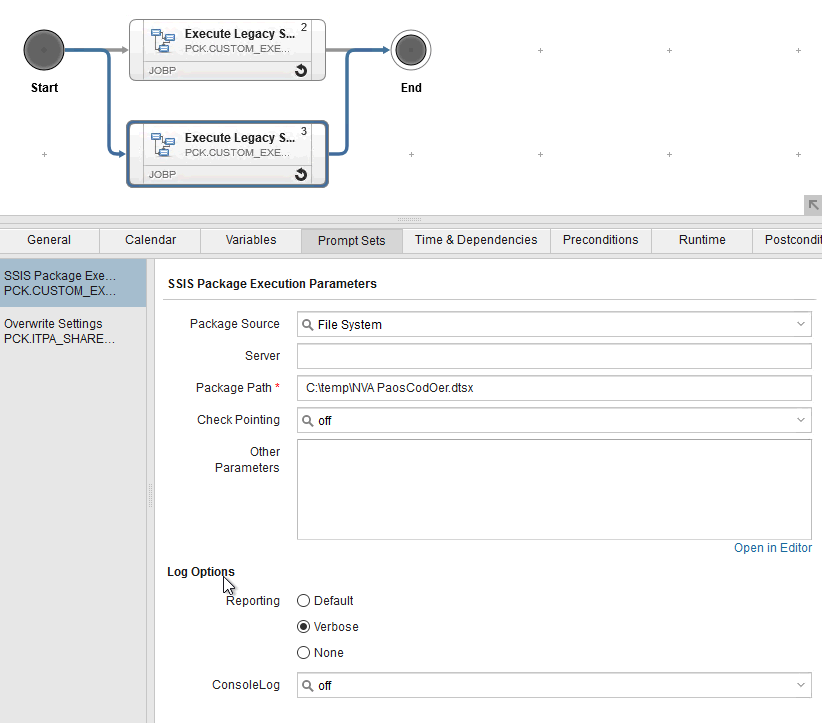 Execute Legacy S...
2
PCK.CUSTOM_EXE...
JOBP
Start
End
Execute Legacy S...
3
PCK.CUSTOM_EXE...
JOBP
General
Calendar
Variables
Prompt Sets
Time & Dependencies
Preconditions
Runtime
Postcondit
SSIS Package Exe...
PCK.CUSTOM_EX...
Overwrite Settings
PCK.ITPA_SHARE...
SSIS Package Execution Parameters
Package Source
File System
Server
Package Path *
C:\temp\NVA PaosCodOer.dtsx
Check Pointing
off
Other
Parameters
Open in Editor
Log Options
Reporting
Default
Verbose
None
ConsoleLog
off